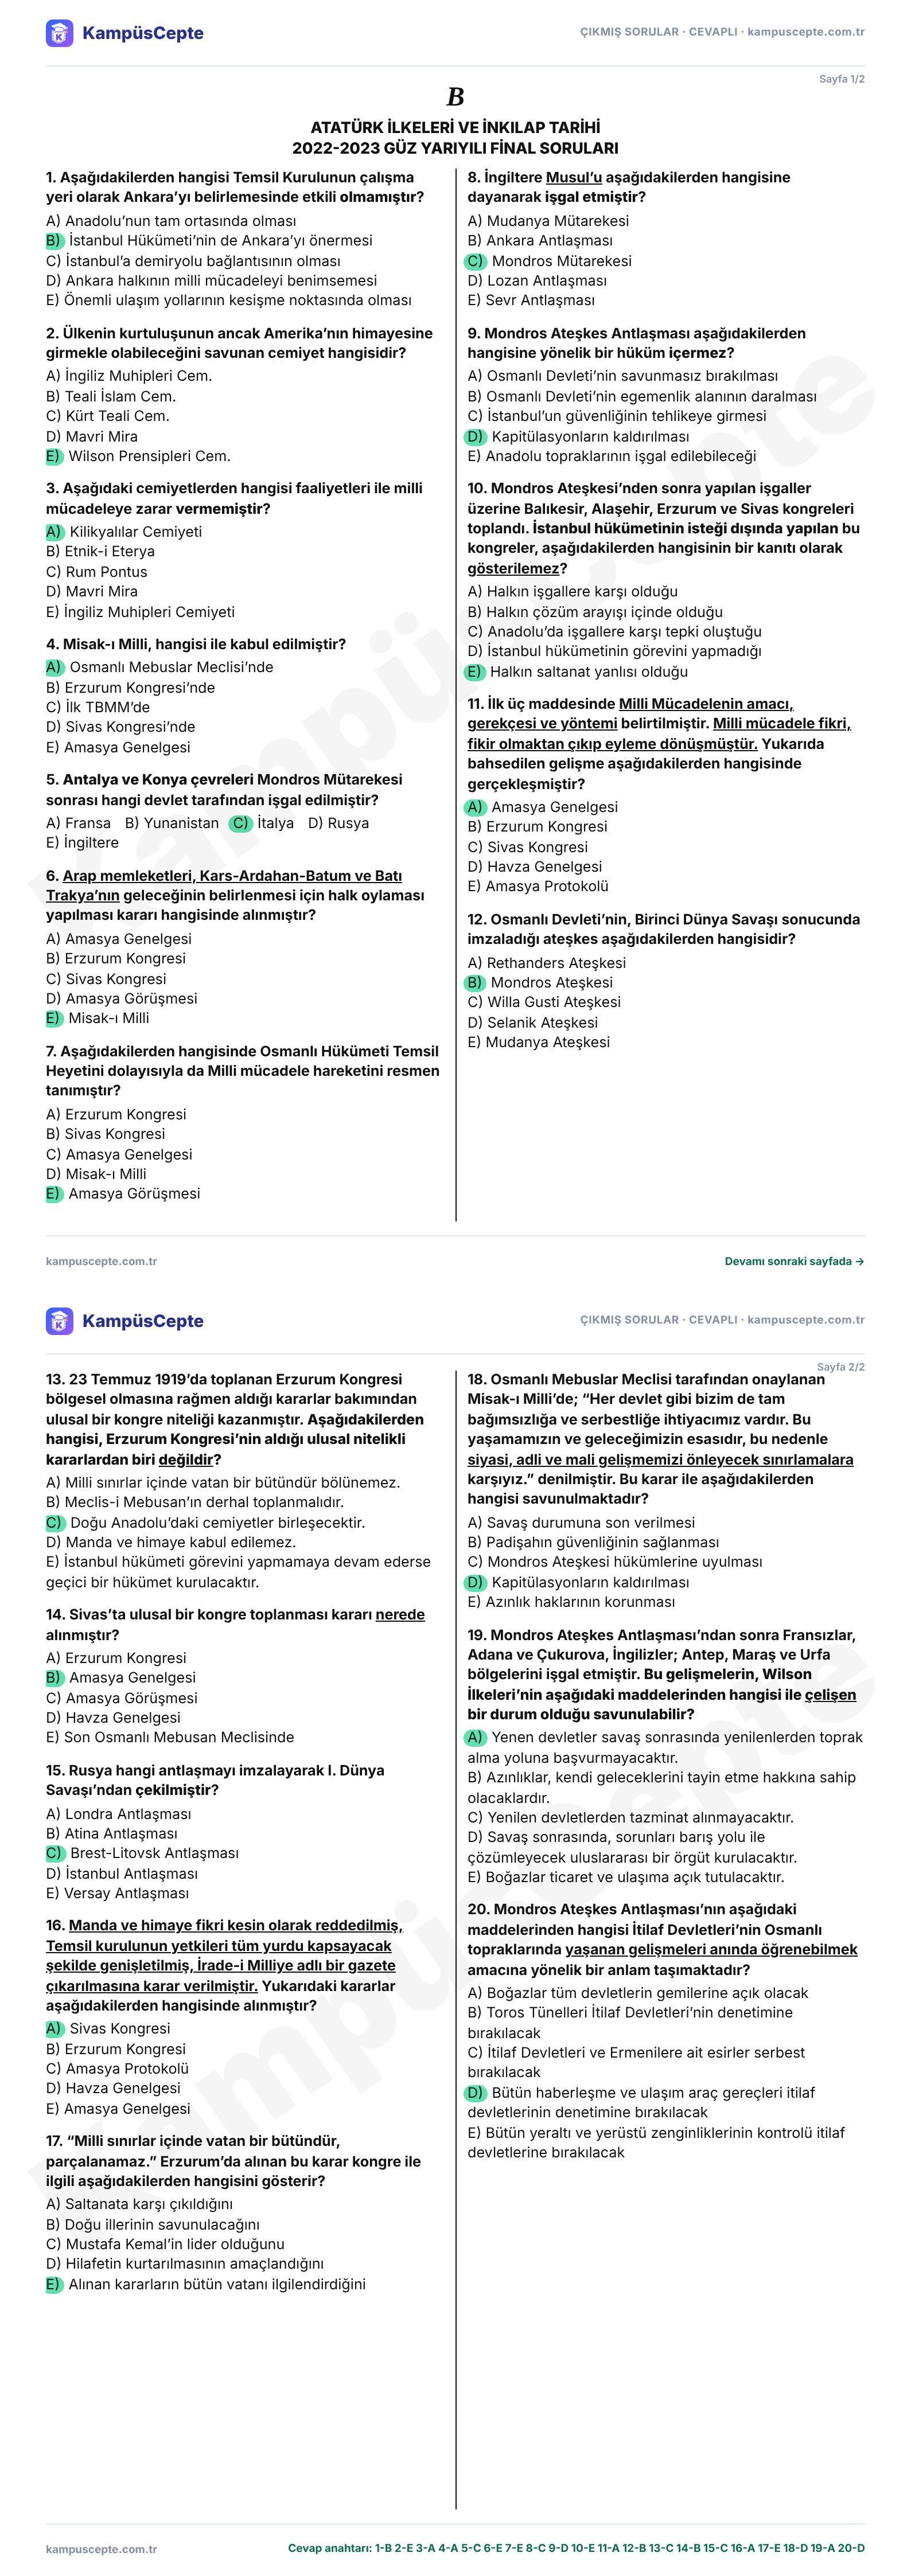 KampüsCepte
ÇIKMIŞ SORULAR · CEVAPLI · kampuscepte.com.tr
Sayfa 1/2
B
ATATÜRK İLKELERİ VE İNKILAP TARİHİ
2022-2023 GÜZ YARIYILI FİNAL SORULARI
1. Aşağıdakilerden hangisi Temsil Kurulunun çalışma
yeri olarak Ankara’yı belirlemesinde etkili olmamıştır?
A) Anadolu’nun tam ortasında olması
B) İstanbul Hükümeti’nin de Ankara’yı önermesi
C) İstanbul’a demiryolu bağlantısının olması
D) Ankara halkının milli mücadeleyi benimsemesi
E) Önemli ulaşım yollarının kesişme noktasında olması
2. Ülkenin kurtuluşunun ancak Amerika’nın himayesine
girmekle olabileceğini savunan cemiyet hangisidir?
A) İngiliz Muhipleri Cem.
B) Teali İslam Cem.
C) Kürt Teali Cem.
D) Mavri Mira
E) Wilson Prensipleri Cem.
3. Aşağıdaki cemiyetlerden hangisi faaliyetleri ile milli
mücadeleye zarar vermemiştir?
A) Kilikyalılar Cemiyeti
B) Etnik-i Eterya
C) Rum Pontus
D) Mavri Mira
E) İngiliz Muhipleri Cemiyeti
4. Misak-ı Milli, hangisi ile kabul edilmiştir?
A) Osmanlı Mebuslar Meclisi’nde
B) Erzurum Kongresi’nde
C) İlk TBMM’de
D) Sivas Kongresi’nde
E) Amasya Genelgesi
5. Antalya ve Konya çevreleri Mondros Mütarekesi
sonrası hangi devlet tarafından işgal edilmiştir?
A) Fransa B) Yunanistan C) İtalya D) Rusya
E) İngiltere
6. Arap memleketleri, Kars-Ardahan-Batum ve Batı
Trakya’nın geleceğinin belirlenmesi için halk oylaması
yapılması kararı hangisinde alınmıştır?
A) Amasya Genelgesi
B) Erzurum Kongresi
C) Sivas Kongresi
D) Amasya Görüşmesi
E) Misak-ı Milli
7. Aşağıdakilerden hangisinde Osmanlı Hükümeti Temsil
Heyetini dolayısıyla da Milli mücadele hareketini resmen
tanımıştır?
A) Erzurum Kongresi
B) Sivas Kongresi
C) Amasya Genelgesi
D) Misak-ı Milli
E) Amasya Görüşmesi
8. İngiltere Musul’u aşağıdakilerden hangisine
dayanarak işgal etmiştir?
A) Mudanya Mütarekesi
B) Ankara Antlaşması
C) Mondros Mütarekesi
D) Lozan Antlaşması
E) Sevr Antlaşması
9. Mondros Ateşkes Antlaşması aşağıdakilerden
hangisine yönelik bir hüküm içermez?
A) Osmanlı Devleti’nin savunmasız bırakılması
B) Osmanlı Devleti’nin egemenlik alanının daralması
C) İstanbul’un güvenliğinin tehlikeye girmesi
D) Kapitülasyonların kaldırılması
E) Anadolu topraklarının işgal edilebileceği
10. Mondros Ateşkesi’nden sonra yapılan işgaller
üzerine Balıkesir, Alaşehir, Erzurum ve Sivas kongreleri
toplandı. İstanbul hükümetinin isteği dışında yapılan bu
kongreler, aşağıdakilerden hangisinin bir kanıtı olarak
gösterilemez?
A) Halkın işgallere karşı olduğu
B) Halkın çözüm arayışı içinde olduğu
C) Anadolu’da işgallere karşı tepki oluştuğu
D) İstanbul hükümetinin görevini yapmadığı
E) Halkın saltanat yanlısı olduğu
11. İlk üç maddesinde Milli Mücadelenin amacı,
gerekçesi ve yöntemi belirtilmiştir. Milli mücadele fikri,
fikir olmaktan çıkıp eyleme dönüşmüştür. Yukarıda
bahsedilen gelişme aşağıdakilerden hangisinde
gerçekleşmiştir?
A) Amasya Genelgesi
B) Erzurum Kongresi
C) Sivas Kongresi
D) Havza Genelgesi
E) Amasya Protokolü
12. Osmanlı Devleti’nin, Birinci Dünya Savaşı sonucunda
imzaladığı ateşkes aşağıdakilerden hangisidir?
A) Rethanders Ateşkesi
B) Mondros Ateşkesi
C) Willa Gusti Ateşkesi
D) Selanik Ateşkesi
E) Mudanya Ateşkesi
kampuscepte.com.tr
Devamı sonraki sayfada →
KampüsCepte
ÇIKMIŞ SORULAR · CEVAPLI · kampuscepte.com.tr
Sayfa 2/2
13. 23 Temmuz 1919’da toplanan Erzurum Kongresi
bölgesel olmasına rağmen aldığı kararlar bakımından
ulusal bir kongre niteliği kazanmıştır. Aşağıdakilerden
hangisi, Erzurum Kongresi’nin aldığı ulusal nitelikli
kararlardan biri değildir?
A) Milli sınırlar içinde vatan bir bütündür bölünemez.
B) Meclis-i Mebusan’ın derhal toplanmalıdır.
C) Doğu Anadolu’daki cemiyetler birleşecektir.
D) Manda ve himaye kabul edilemez.
E) İstanbul hükümeti görevini yapmamaya devam ederse
geçici bir hükümet kurulacaktır.
14. Sivas’ta ulusal bir kongre toplanması kararı nerede
alınmıştır?
A) Erzurum Kongresi
B) Amasya Genelgesi
C) Amasya Görüşmesi
D) Havza Genelgesi
E) Son Osmanlı Mebusan Meclisinde
15. Rusya hangi antlaşmayı imzalayarak I. Dünya
Savaşı’ndan çekilmiştir?
A) Londra Antlaşması
B) Atina Antlaşması
C) Brest-Litovsk Antlaşması
D) İstanbul Antlaşması
E) Versay Antlaşması
16. Manda ve himaye fikri kesin olarak reddedilmiş,
Temsil kurulunun yetkileri tüm yurdu kapsayacak
şekilde genişletilmiş, İrade-i Milliye adlı bir gazete
çıkarılmasına karar verilmiştir. Yukarıdaki kararlar
aşağıdakilerden hangisinde alınmıştır?
A) Sivas Kongresi
B) Erzurum Kongresi
C) Amasya Protokolü
D) Havza Genelgesi
E) Amasya Genelgesi
17. “Milli sınırlar içinde vatan bir bütündür,
parçalanamaz.” Erzurum’da alınan bu karar kongre ile
ilgili aşağıdakilerden hangisini gösterir?
A) Saltanata karşı çıkıldığını
B) Doğu illerinin savunulacağını
C) Mustafa Kemal’in lider olduğunu
D) Hilafetin kurtarılmasının amaçlandığını
E) Alınan kararların bütün vatanı ilgilendirdiğini
18. Osmanlı Mebuslar Meclisi tarafından onaylanan
Misak-ı Milli’de; “Her devlet gibi bizim de tam
bağımsızlığa ve serbestliğe ihtiyacımız vardır. Bu
yaşamamızın ve geleceğimizin esasıdır, bu nedenle
siyasi, adli ve mali gelişmemizi önleyecek sınırlamalara
karşıyız.” denilmiştir. Bu karar ile aşağıdakilerden
hangisi savunulmaktadır?
A) Savaş durumuna son verilmesi
B) Padişahın güvenliğinin sağlanması
C) Mondros Ateşkesi hükümlerine uyulması
D) Kapitülasyonların kaldırılması
E) Azınlık haklarının korunması
19. Mondros Ateşkes Antlaşması’ndan sonra Fransızlar,
Adana ve Çukurova, İngilizler; Antep, Maraş ve Urfa
bölgelerini işgal etmiştir. Bu gelişmelerin, Wilson
İlkeleri’nin aşağıdaki maddelerinden hangisi ile çelişen
bir durum olduğu savunulabilir?
A) Yenen devletler savaş sonrasında yenilenlerden toprak
alma yoluna başvurmayacaktır.
B) Azınlıklar, kendi geleceklerini tayin etme hakkına sahip
olacaklardır.
C) Yenilen devletlerden tazminat alınmayacaktır.
D) Savaş sonrasında, sorunları barış yolu ile
çözümleyecek uluslararası bir örgüt kurulacaktır.
E) Boğazlar ticaret ve ulaşıma açık tutulacaktır.
20. Mondros Ateşkes Antlaşması’nın aşağıdaki
maddelerinden hangisi İtilaf Devletleri’nin Osmanlı
topraklarında yaşanan gelişmeleri anında öğrenebilmek
amacına yönelik bir anlam taşımaktadır?
A) Boğazlar tüm devletlerin gemilerine açık olacak
B) Toros Tünelleri İtilaf Devletleri’nin denetimine
bırakılacak
C) İtilaf Devletleri ve Ermenilere ait esirler serbest
bırakılacak
D) Bütün haberleşme ve ulaşım araç gereçleri itilaf
devletlerinin denetimine bırakılacak
E) Bütün yeraltı ve yerüstü zenginliklerinin kontrolü itilaf
devletlerine bırakılacak
kampuscepte.com.tr
Cevap anahtarı: 1-B 2-E 3-A 4-A 5-C 6-E 7-E 8-C 9-D 10-E 11-A 12-B 13-C 14-B 15-C 16-A 17-E 18-D 19-A 20-D